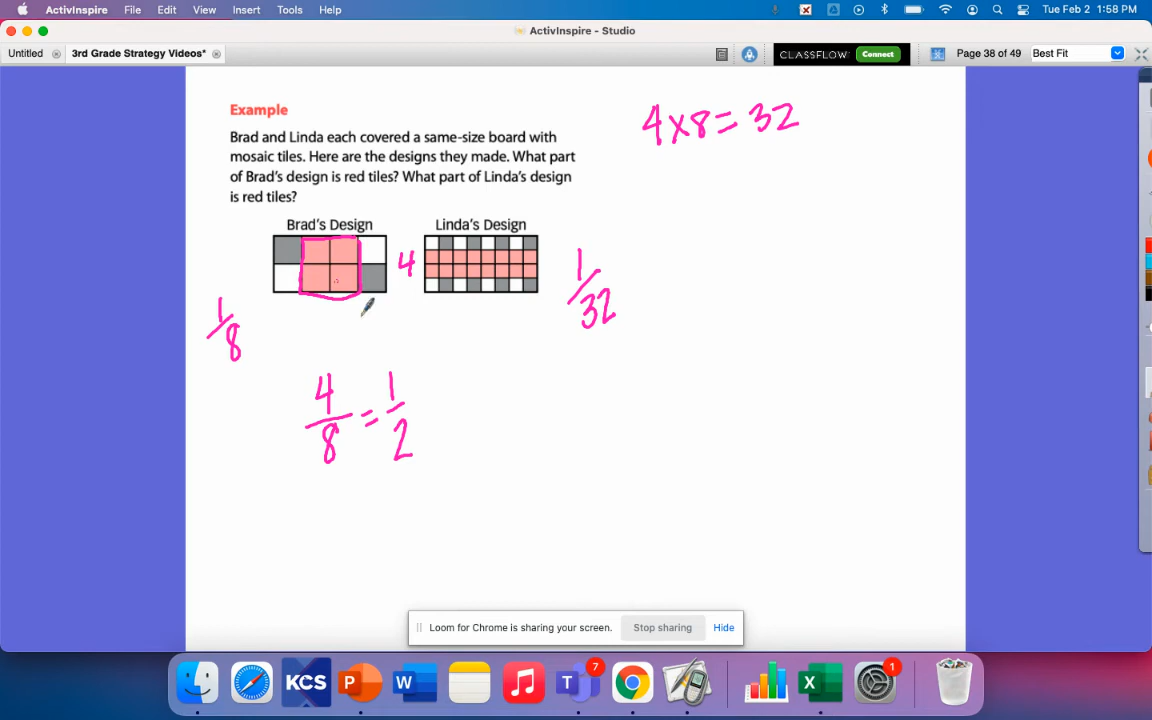 ActivInspire File Edit View Insert Tools Help Tue Feb 2 1:58 PM
ActivInspire - Studio
Untitled 3rd Grade Strategy Videos* CLASSFLOW Connect Page 38 of 49 Best Fit
Example
Brad and Linda each covered a same-size board with
mosaic tiles. Here are the designs they made. What part
of Brad's design is red tiles? What part of Linda's design
is red tiles?
4x8=32
Brad's Design Linda's Design
4
1/32
1/8
4/8=1/2
Loom for Chrome is sharing your screen. Stop sharing Hide
KCS P W T 7 X 1